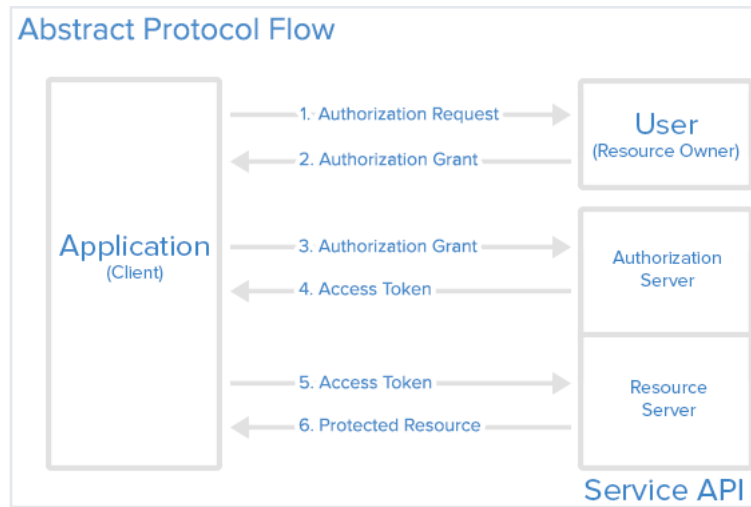 Abstract Protocol Flow
1. Authorization Request
User
(Resource Owner)
2. Authorization Grant
Application
(Client)
3. Authorization Grant
Authorization
Server
4. Access Token
5. Access Token
Resource
Server
6. Protected Resource
Service API